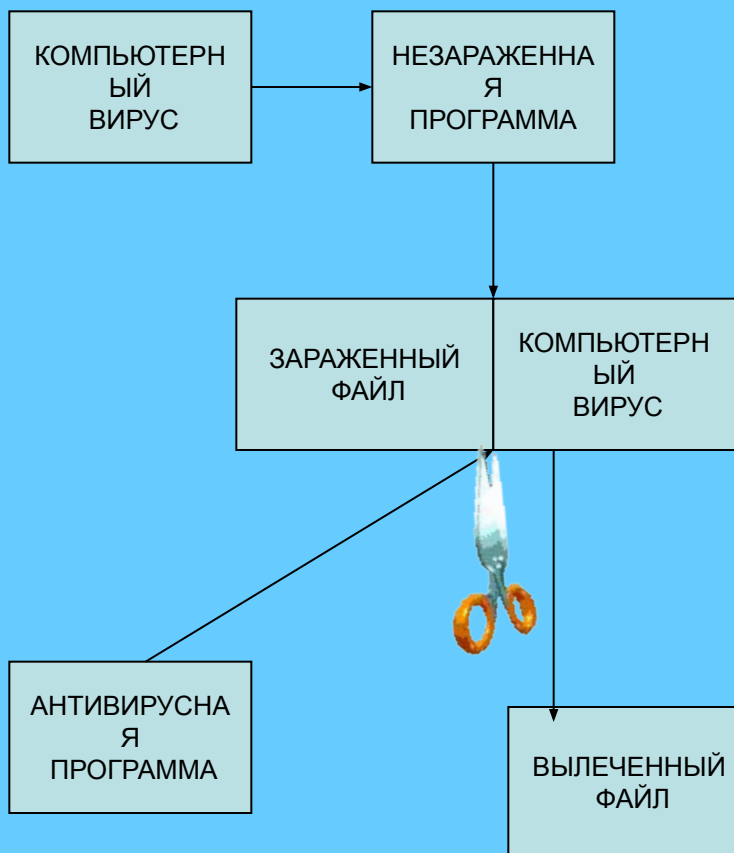 КОМПЬЮТЕРН
ЫЙ
ВИРУС
НЕЗАРАЖЕННА
Я
ПРОГРАММА
ЗАРАЖЕННЫЙ
ФАЙЛ
КОМПЬЮТЕРН
ЫЙ
ВИРУС
АНТИВИРУСНА
Я
ПРОГРАММА
ВЫЛЕЧЕННЫЙ
ФАЙЛ